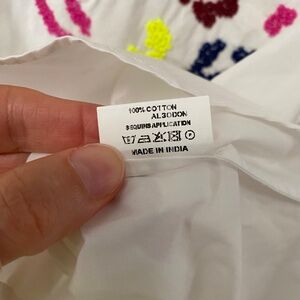 100% COTTON
ALGODON
SEQUINS APPLICATION
MADE IN INDIA